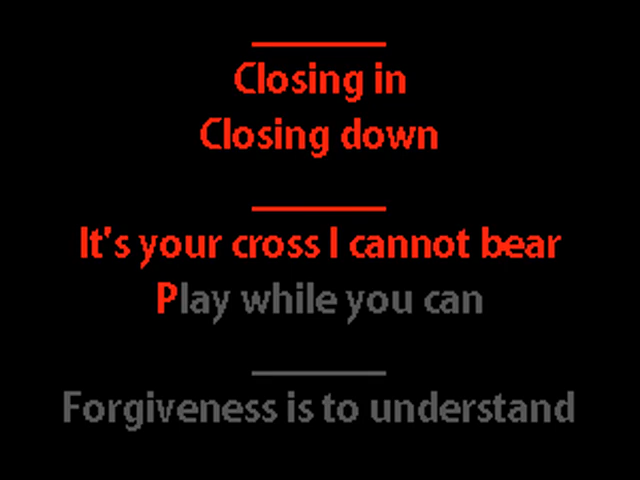 Closing in
Closing down
It's your cross I cannot bear
Play while you can
Forgiveness is to understand